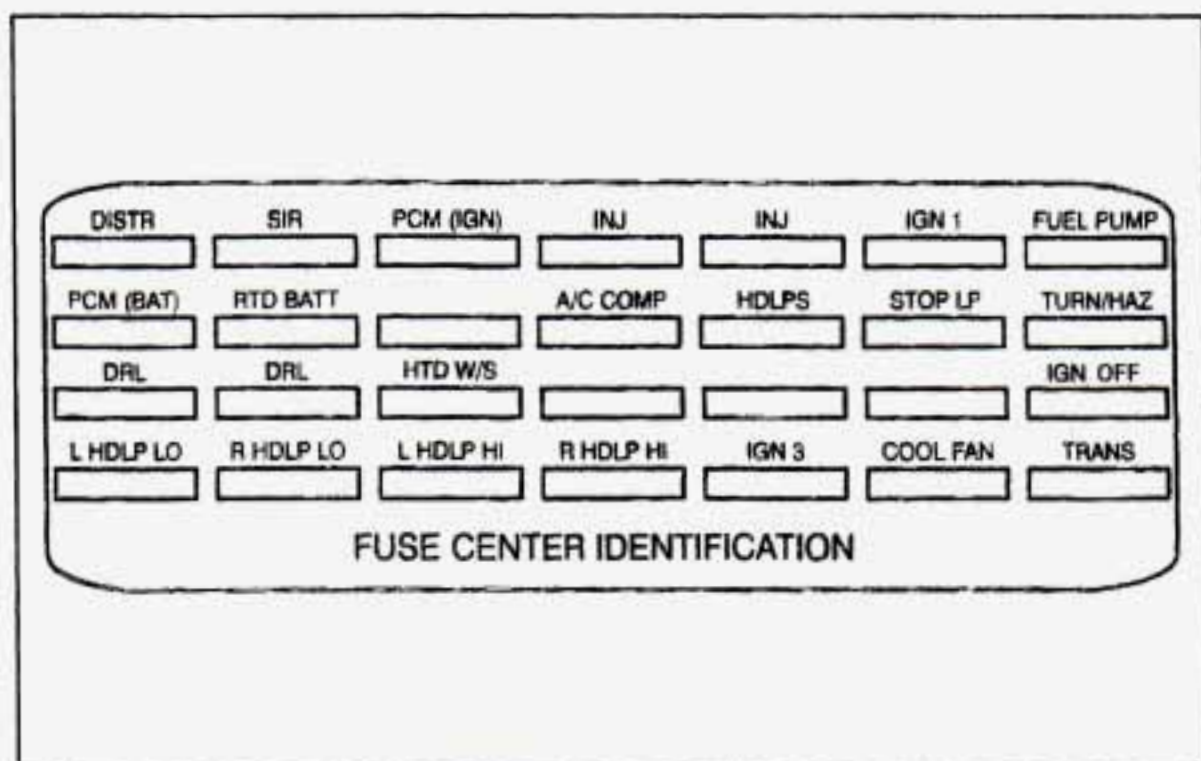 DISTR SIR PCM (IGN) INJ INJ IGN 1 FUEL PUMP
PCM (BAT) RTD BATT A/C COMP HDLPS STOP LP TURN/HAZ
DRL DRL HTD W/S IGN OFF
L HDLP LO R HDLP LO L HDLP HI R HDLP HI IGN 3 COOL FAN TRANS
FUSE CENTER IDENTIFICATION